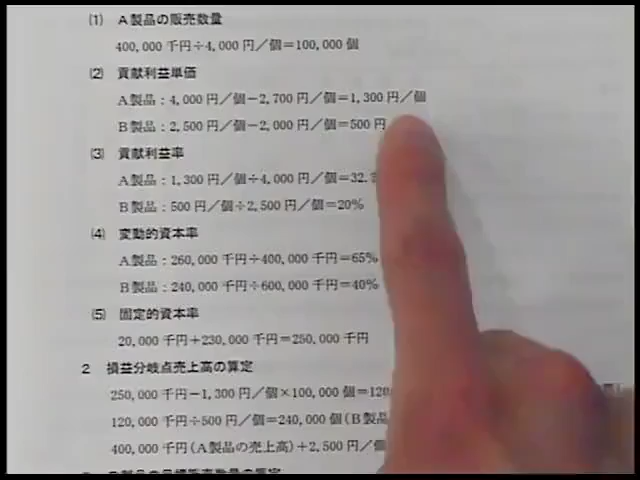 (1) A製品の販売数量
400,000 千円÷4,000 円/個=100,000 個
(2) 貢献利益単価
A製品:4,000 円/個-2,700 円/個=1,300 円/個
B製品:2,500 円/個-2,000 円/個=500 円
(3) 貢献利益率
A製品:1,300 円/個÷4,000 円/個=32.
B製品:500 円/個÷2,500 円/個=20%
(4) 変動的資本率
A製品:260,000 千円÷400,000 千円=65%
B製品:240,000 千円÷600,000 千円=40%
(5) 固定的資本率
20,000 千円+230,000 千円=250,000 千円
2 損益分岐点売上高の算定
250,000 千円-1,300 円/個×100,000 個=120
120,000 千円÷500 円/個=240,000 個(B製品
400,000 千円(A製品の売上高)+2,500 円/個